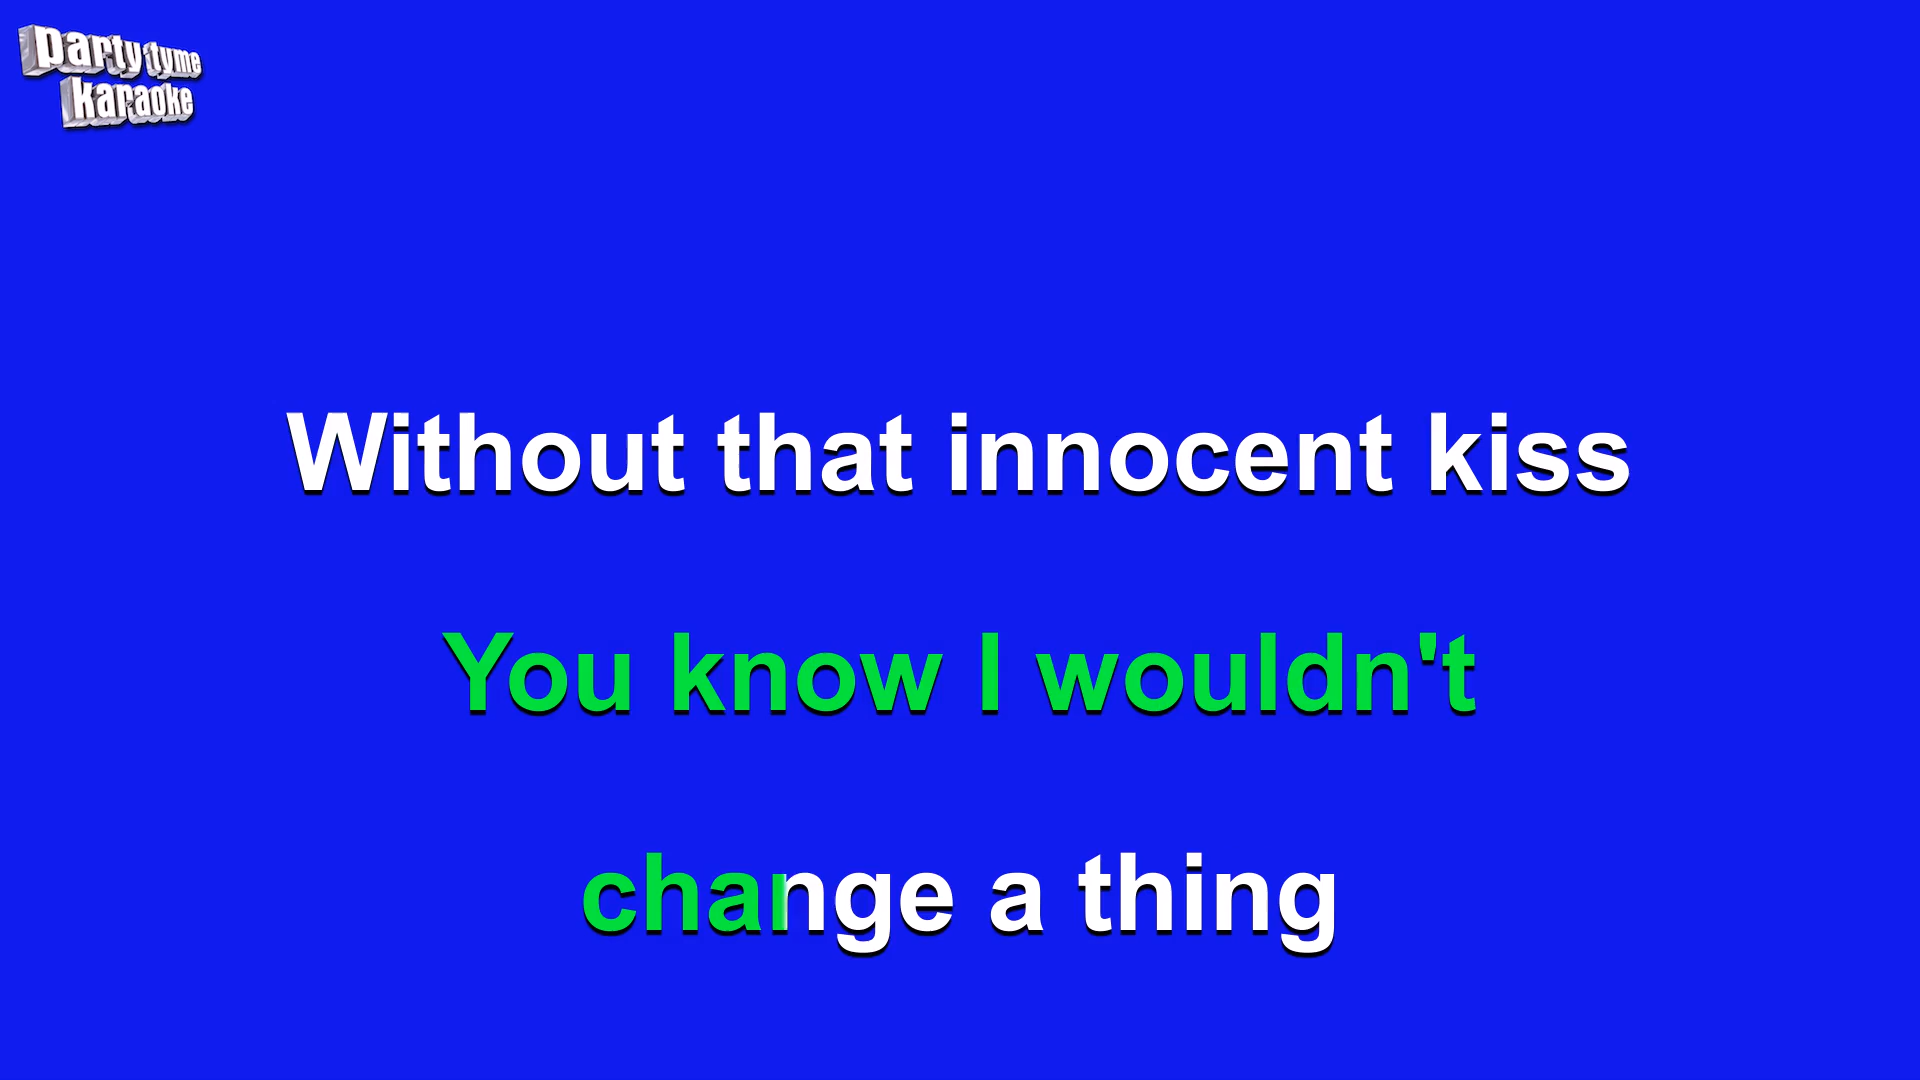 party tyme
karaoke
Without that innocent kiss
You know I wouldn't
change a thing